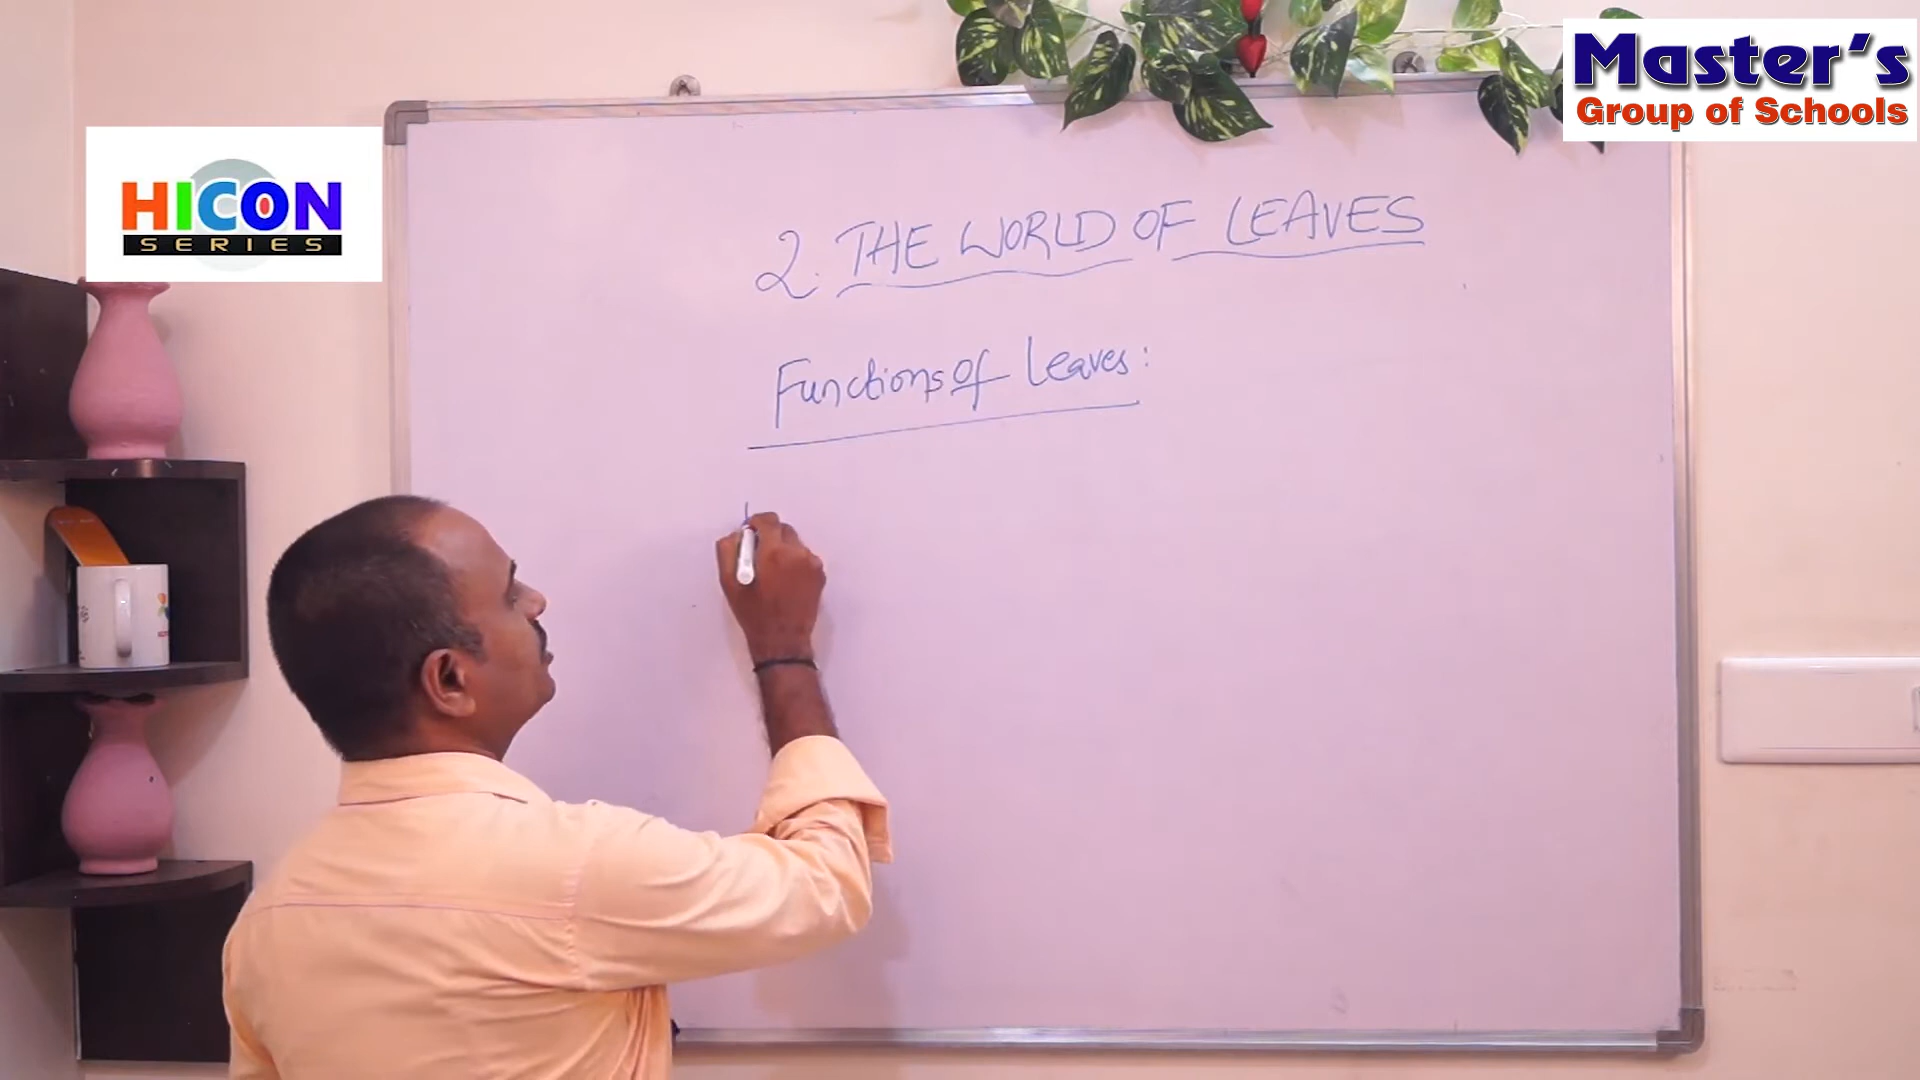 Master's
Group of Schools
HICON
SERIES
2. THE WORLD OF LEAVES
Functions of Leaves: